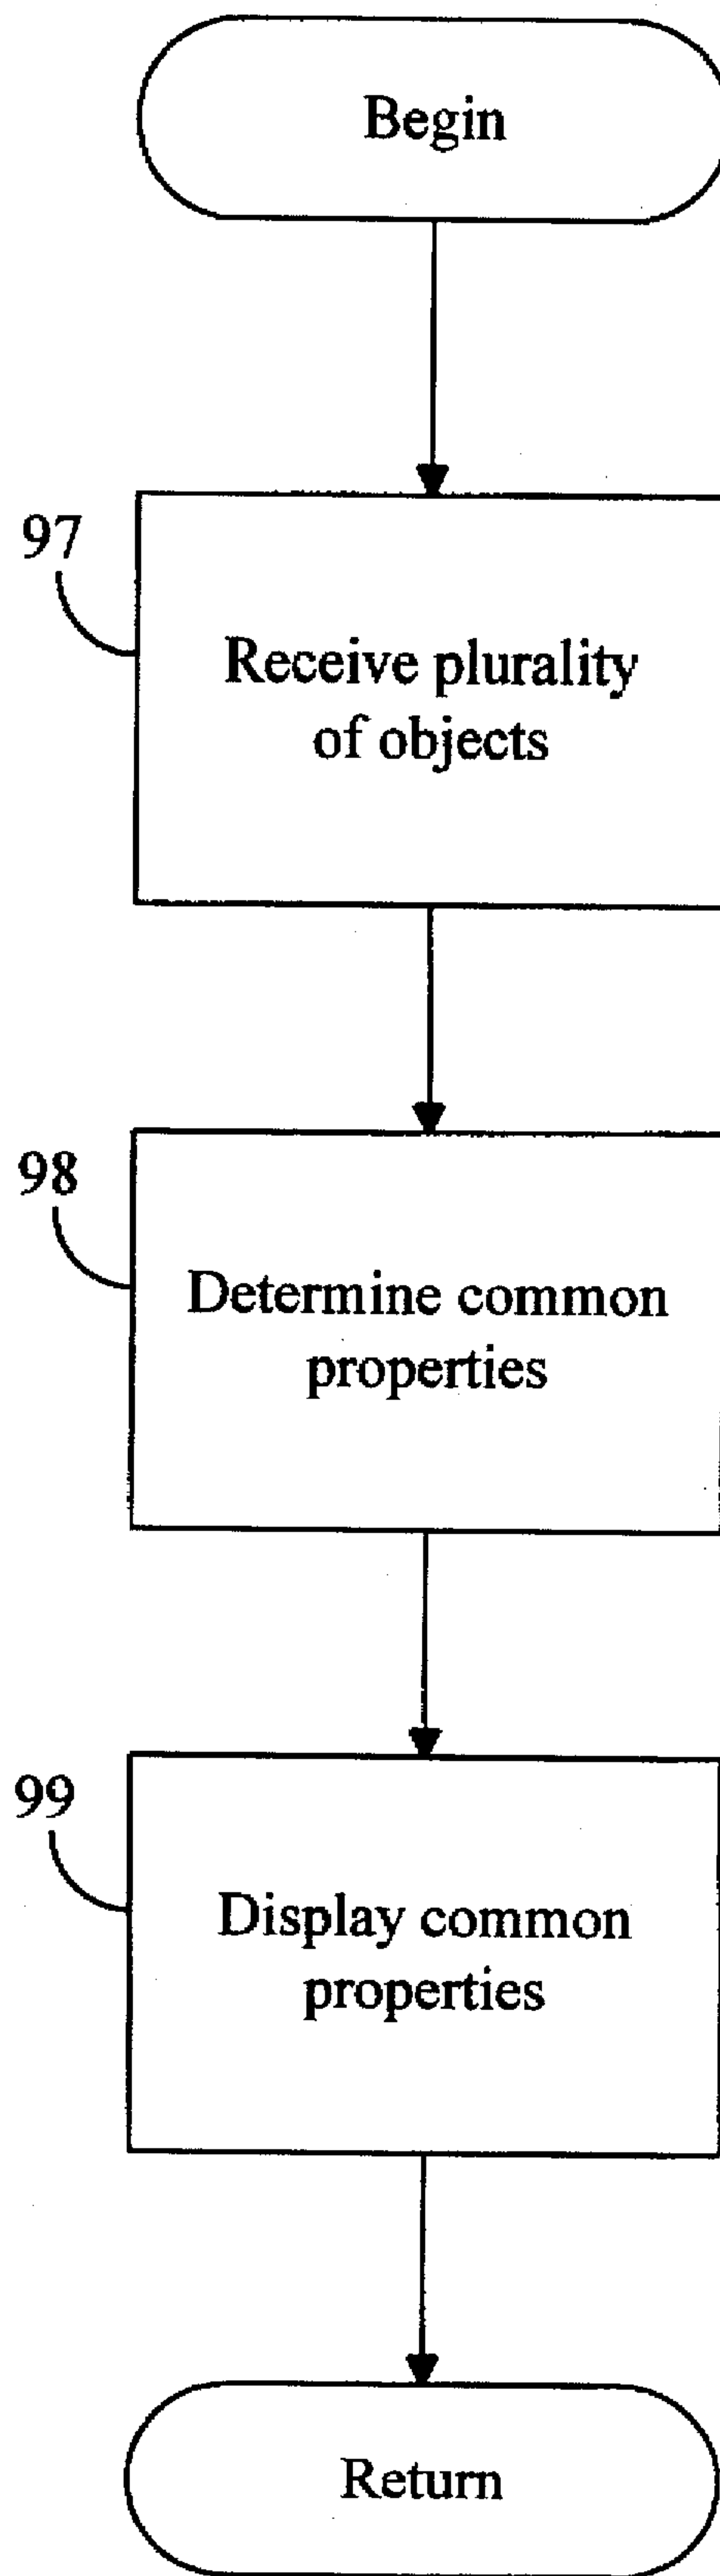 Begin
97
Receive plurality
of objects
98
Determine common
properties
99
Display common
properties
Return